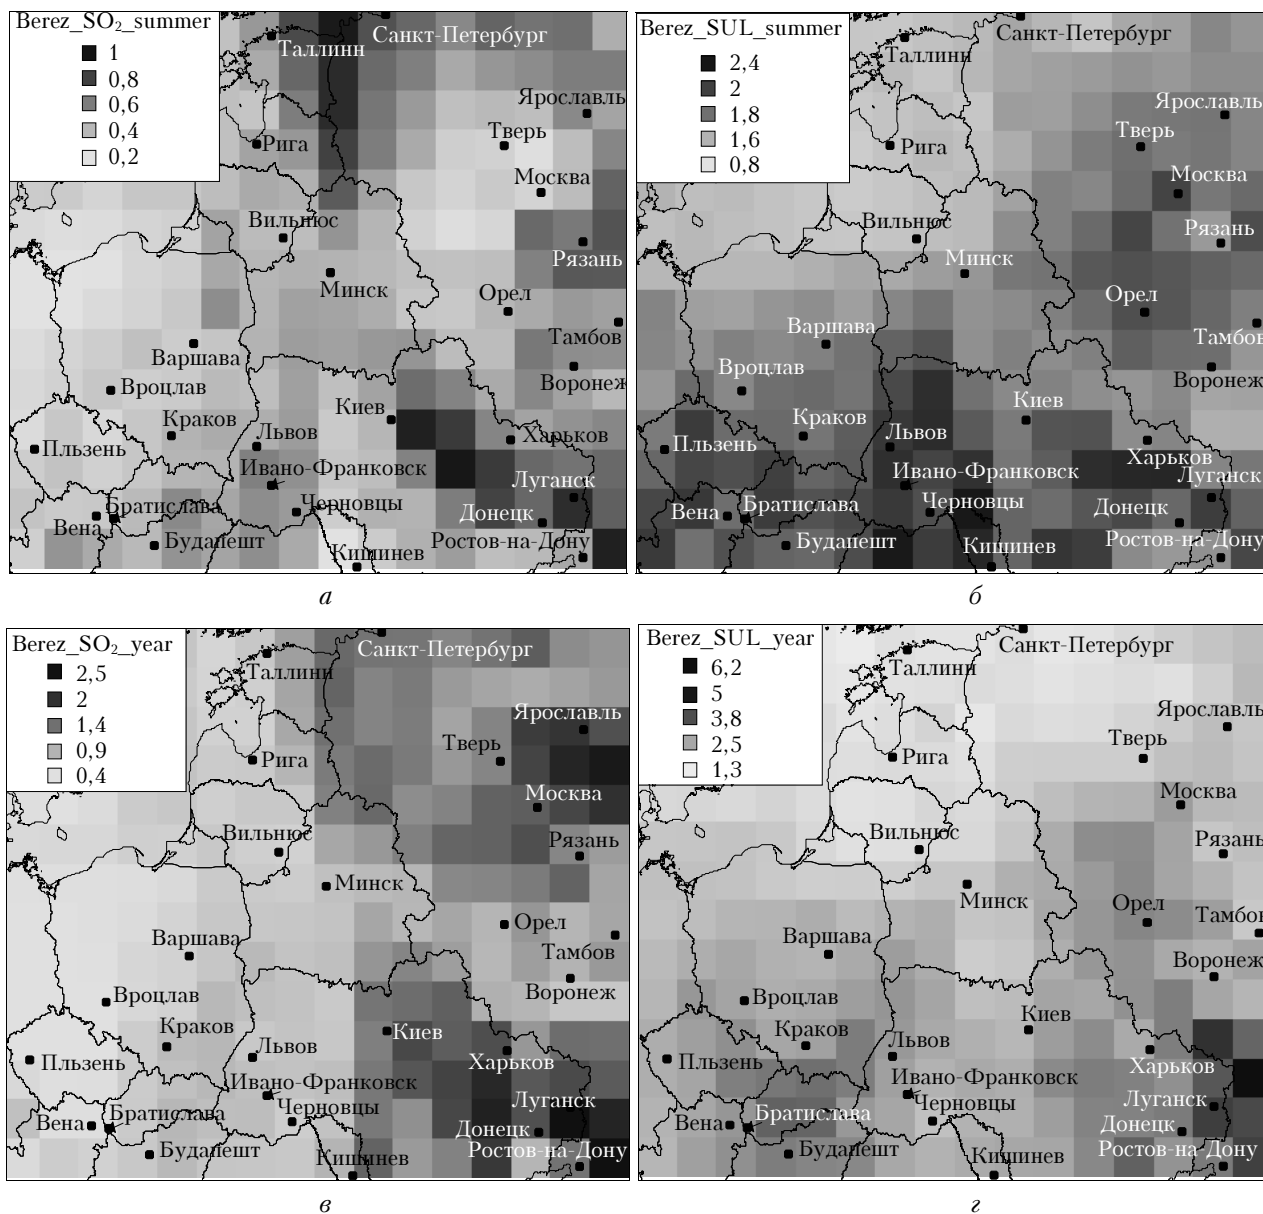 Berez_SO₂_summer
1
0,8
0,6
0,4
0,2
Таллинн
Санкт-Петербург
Ярославль
Тверь
Рига
Москва
Вильнюс
Рязань
Минск
Орел
Тамбов
Варшава
Воронеж
Вроцлав
Киев
Краков
Львов
Харьков
Пльзень
Ивано-Франковск
Луганск
Братислава
Черновцы
Вена
Донецк
Будапешт
Ростов-на-Дону
Кишинев
а
Berez_SUL_summer
2,4
2
1,8
1,6
0,8
Санкт-Петербург
Таллинн
Ярославль
Тверь
Рига
Москва
Вильнюс
Рязань
Минск
Орел
Варшава
Тамбов
Вроцлав
Воронеж
Киев
Краков
Львов
Пльзень
Харьков
Ивано-Франковск
Луганск
Вена
Братислава
Черновцы
Донецк
Будапешт
Кишинев
Ростов-на-Дону
б
Berez_SO₂_year
2,5
2
1,4
0,9
0,4
Санкт-Петербург
Таллинн
Ярославль
Тверь
Рига
Москва
Вильнюс
Рязань
Минск
Орел
Варшава
Тамбов
Вроцлав
Воронеж
Краков
Киев
Львов
Пльзень
Харьков
Ивано-Франковск
Луганск
Вена
Братислава
Черновцы
Донецк
Будапешт
Кишинев
Ростов-на-Дону
в
Berez_SUL_year
6,2
5
3,8
2,5
1,3
Санкт-Петербург
Таллинн
Ярославль
Тверь
Рига
Москва
Вильнюс
Рязань
Минск
Орел
Тамбов
Варшава
Воронеж
Вроцлав
Киев
Краков
Львов
Пльзень
Харьков
Ивано-Франковск
Луганск
Вена
Братислава
Черновцы
Донецк
Будапешт
Кишинев
Ростов-на-Дону
г